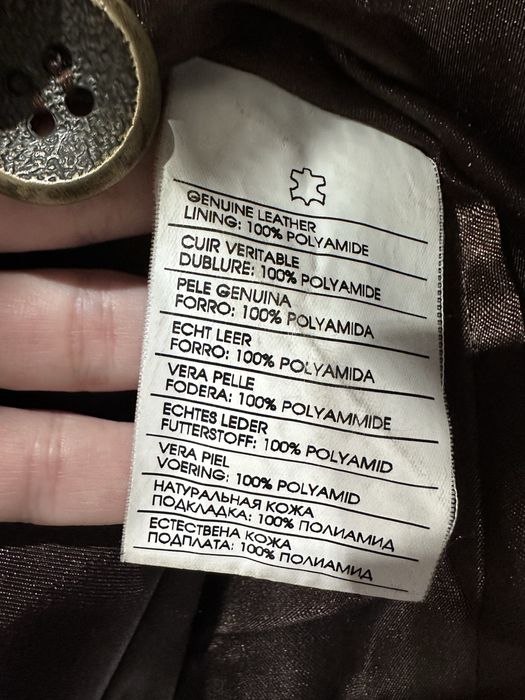 GENUINE LEATHER
LINING: 100% POLYAMIDE
CUIR VERITABLE
DUBLURE: 100% POLYAMIDE
PELE GENUINA
FORRO: 100% POLYAMIDA
ECHT LEER
FORRO: 100% POLYAMIDA
VERA PELLE
FODERA: 100% POLYAMMIDE
ECHTES LEDER
FUTTERSTOFF: 100% POLYAMID
VERA PIEL
VOERING: 100% POLYAMID
НАТУРАЛЬНАЯ КОЖА
ПОДКЛАДКА: 100% ПОЛИАМИД
ЕСТЕСТВЕНА КОЖА
ПОДПЛАТА: 100% ПОЛИАМИД